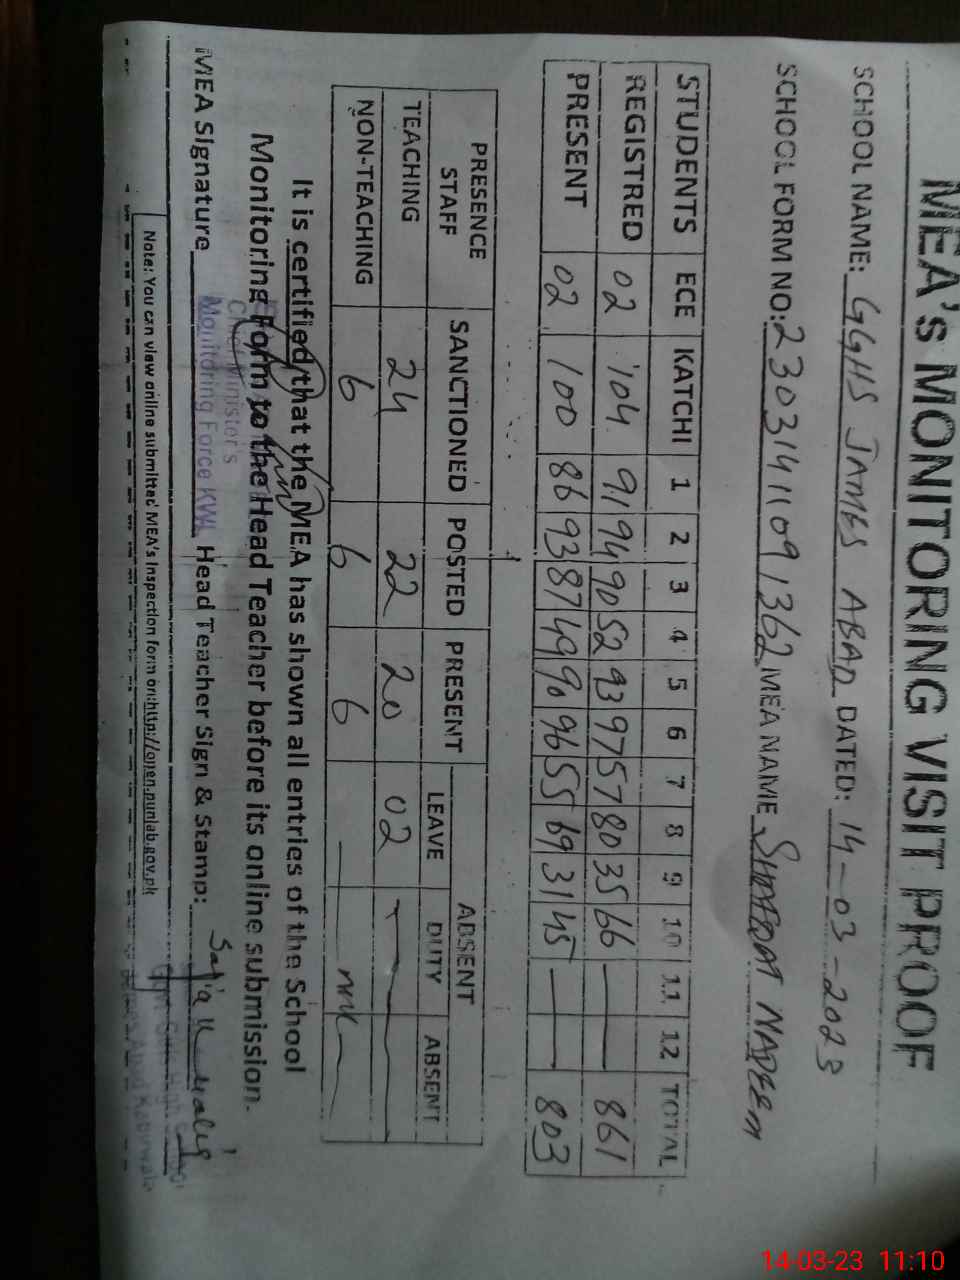 MEA's MONITORING VISIT PROOF
SCHOOL NAME: GGHS JAMES ABAD DATED: 14-03-2023
SCHOOL FORM NO: 23031411091362 MEA NAME NADEEM
STUDENTS ECE KATCHI 1 2 3 4 5 6 7 8 9 10 11 12 TOTAL
REGISTRED 02 104 91 94 90 52 93 97 57 80 35 66 — — 861
PRESENT 02 100 86 93 87 49 90 96 55 69 31 45 — — 803
PRESENCE STAFF SANCTIONED POSTED PRESENT ABSENT
LEAVE DUTY ABSENT
TEACHING 24 22 20 02 —
NON-TEACHING 6 6 6 — —
It is certified that the MEA has shown all entries of the School
Monitoring Form to the Head Teacher before its online submission.
Chief Minister's
Monitoring Force KWL
MEA Signature Head Teacher Sign & Stamp:
Note: You can view online submitted MEA's Inspection form on:http://open.punjab.gov.pk
14-03-23 11:10